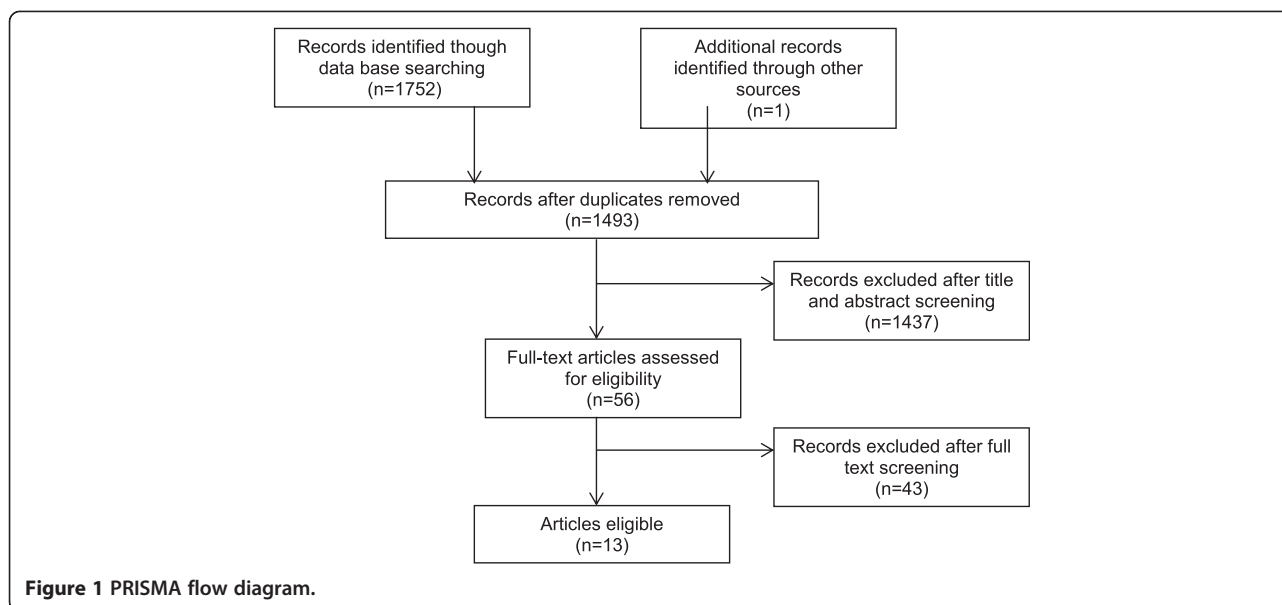 Records identified though
data base searching
(n=1752)
Additional records
identified through other
sources
(n=1)
Records after duplicates removed
(n=1493)
Records excluded after title
and abstract screening
(n=1437)
Full-text articles assessed
for eligibility
(n=56)
Records excluded after full
text screening
(n=43)
Articles eligible
(n=13)
Figure 1 PRISMA flow diagram.